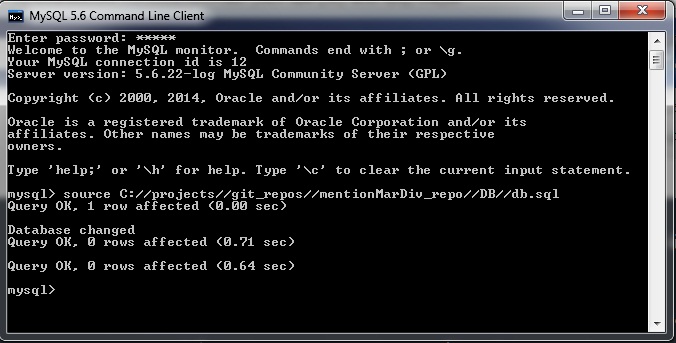 MySQL 5.6 Command Line Client
Enter password: *****
Welcome to the MySQL monitor.  Commands end with ; or \g.
Your MySQL connection id is 12
Server version: 5.6.22-log MySQL Community Server (GPL)
Copyright (c) 2000, 2014, Oracle and/or its affiliates. All rights reserved.
Oracle is a registered trademark of Oracle Corporation and/or its
affiliates. Other names may be trademarks of their respective
owners.
Type 'help;' or '\h' for help. Type '\c' to clear the current input statement.
mysql> source C://projects//git_repos//mentionMarDiv_repo//DB//db.sql
Query OK, 1 row affected (0.00 sec)
Database changed
Query OK, 0 rows affected (0.71 sec)
Query OK, 0 rows affected (0.64 sec)
mysql>